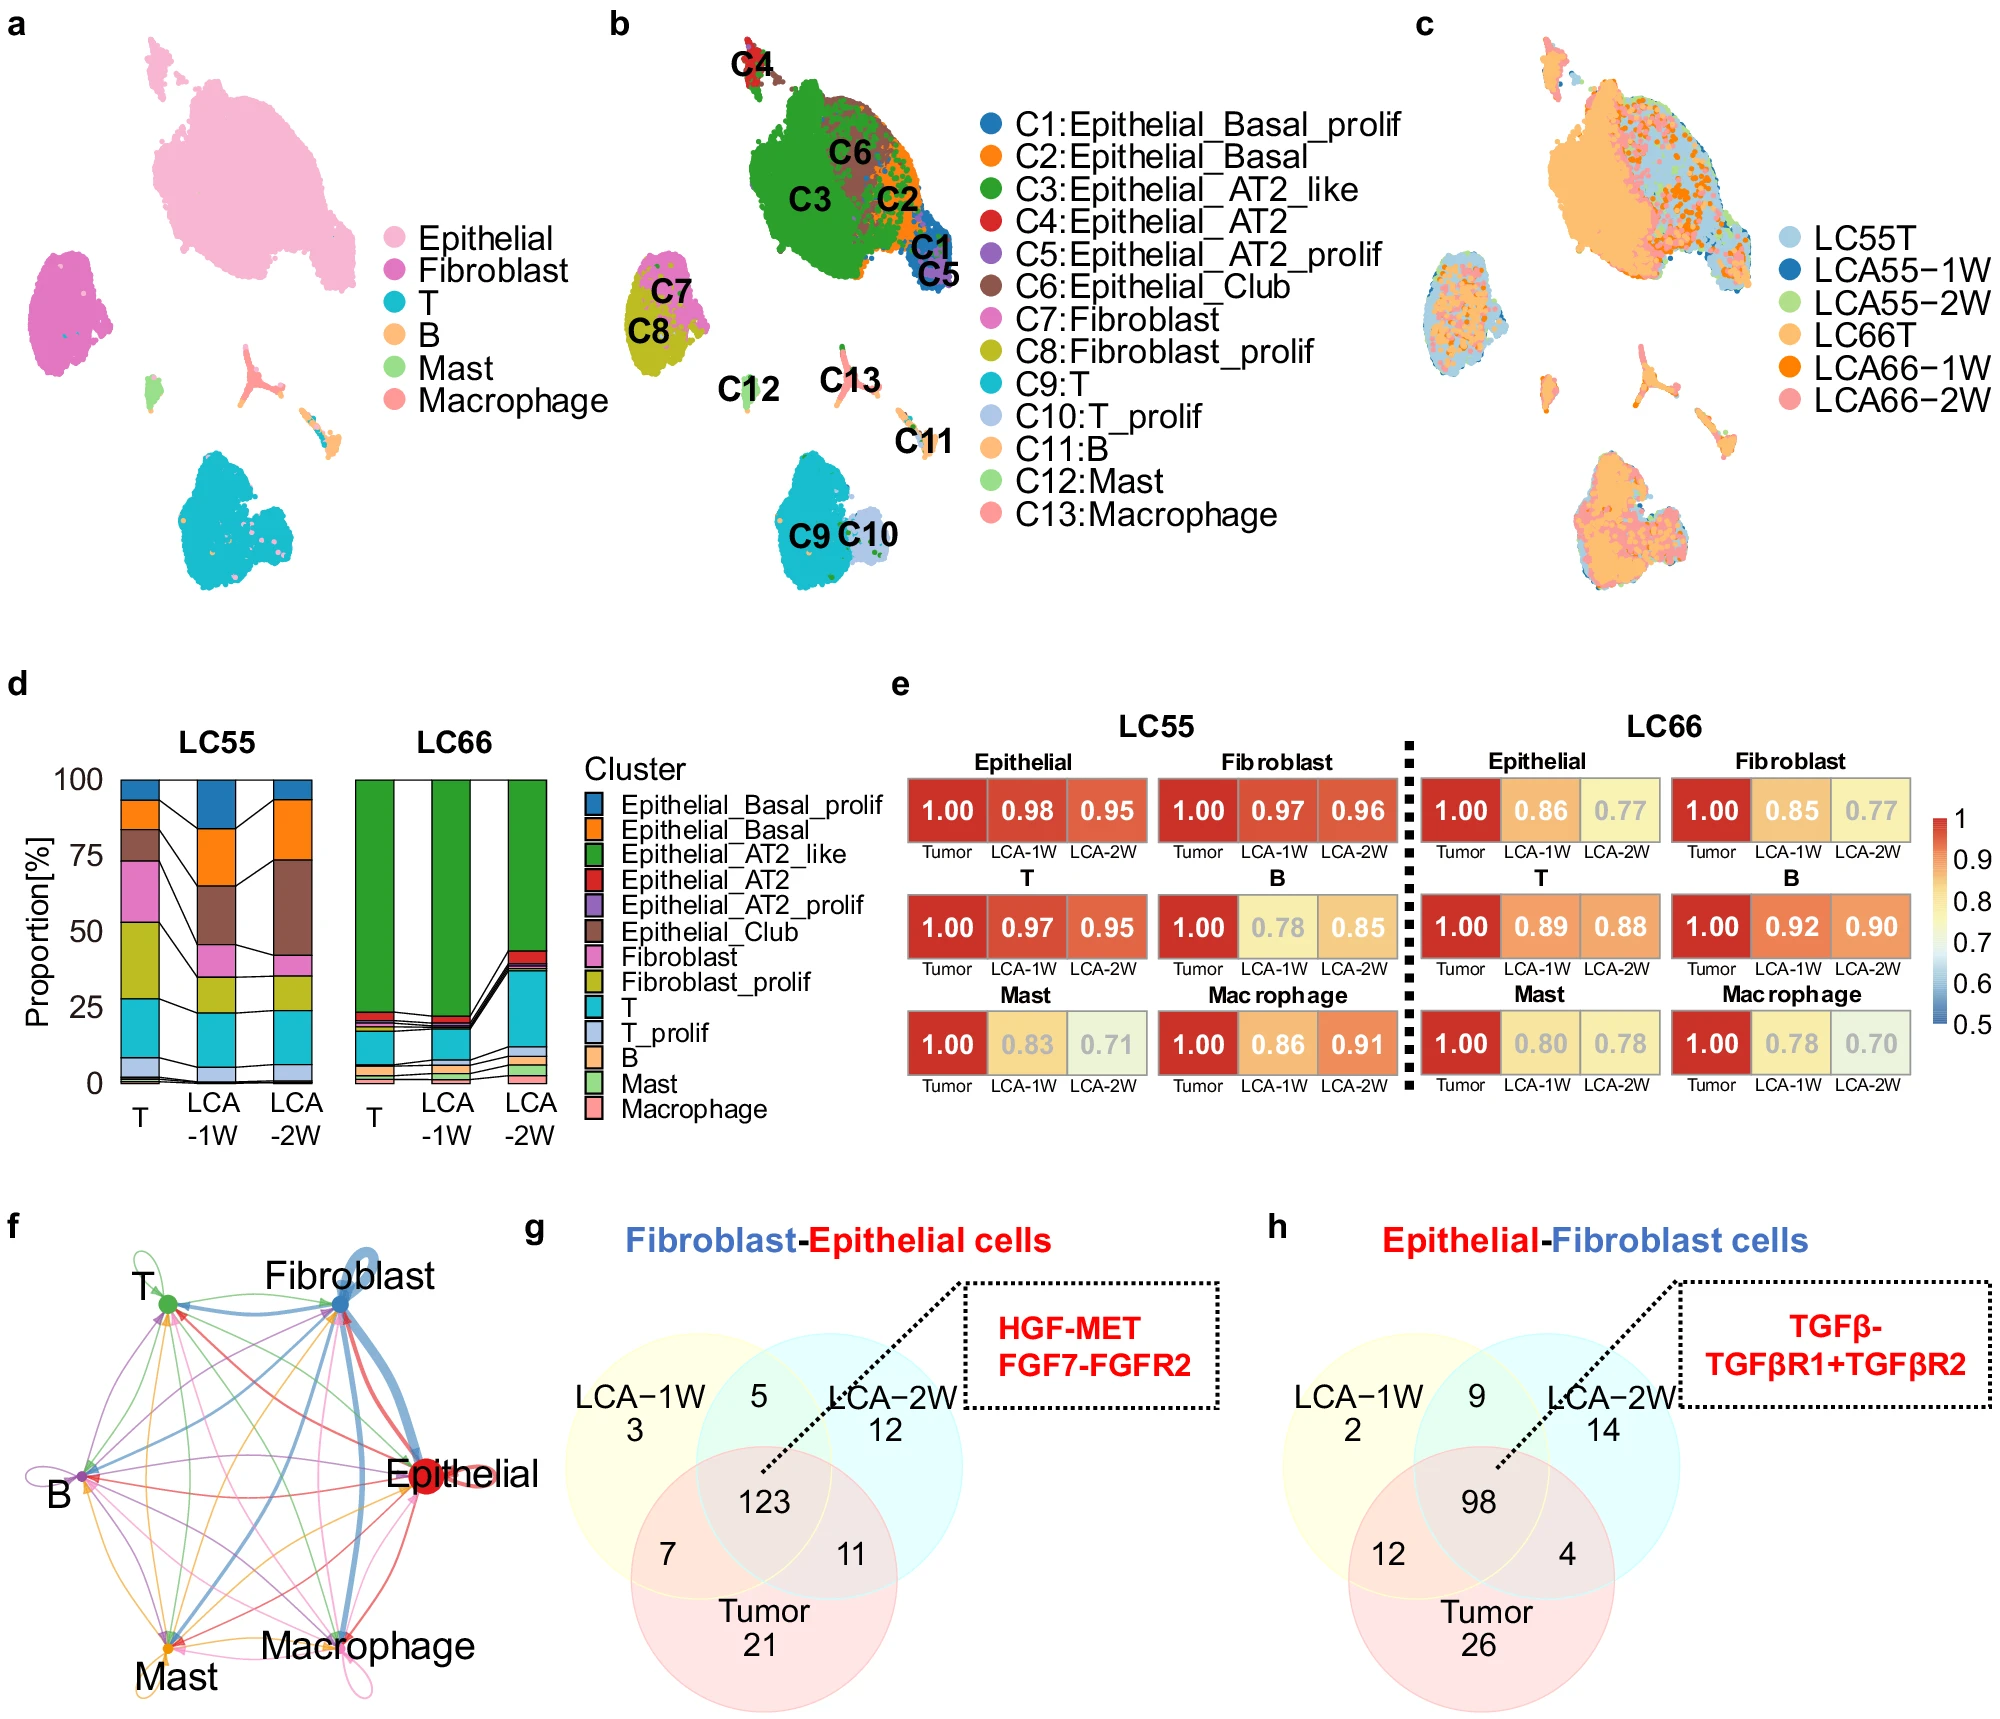 a
Epithelial
Fibroblast
T
B
Mast
Macrophage
b
C4
C6
C3
C2
C1
C5
C7
C8
C12
C13
C11
C9
C10
C1:Epithelial_Basal_prolif
C2:Epithelial_Basal
C3:Epithelial_AT2_like
C4:Epithelial_AT2
C5:Epithelial_AT2_prolif
C6:Epithelial_Club
C7:Fibroblast
C8:Fibroblast_prolif
C9:T
C10:T_prolif
C11:B
C12:Mast
C13:Macrophage
c
LC55T
LCA55−1W
LCA55−2W
LC66T
LCA66−1W
LCA66−2W
d
LC55 LC66
Proportion[%]
100
75
50
25
0
T LCA -1W LCA -2W
T LCA -1W LCA -2W
Cluster
Epithelial_Basal_prolif
Epithelial_Basal
Epithelial_AT2_like
Epithelial_AT2
Epithelial_AT2_prolif
Epithelial_Club
Fibroblast
Fibroblast_prolif
T
T_prolif
B
Mast
Macrophage
e
LC55 LC66
Epithelial Fibroblast Epithelial Fibroblast
1.00 0.98 0.95 1.00 0.97 0.96 1.00 0.86 0.77 1.00 0.85 0.77
Tumor LCA-1W LCA-2W Tumor LCA-1W LCA-2W Tumor LCA-1W LCA-2W Tumor LCA-1W LCA-2W
T B T B
1.00 0.97 0.95 1.00 0.78 0.85 1.00 0.89 0.88 1.00 0.92 0.90
Tumor LCA-1W LCA-2W Tumor LCA-1W LCA-2W Tumor LCA-1W LCA-2W Tumor LCA-1W LCA-2W
Mast Macrophage Mast Macrophage
1.00 0.83 0.71 1.00 0.86 0.91 1.00 0.80 0.78 1.00 0.78 0.70
Tumor LCA-1W LCA-2W Tumor LCA-1W LCA-2W Tumor LCA-1W LCA-2W Tumor LCA-1W LCA-2W
1
0.9
0.8
0.7
0.6
0.5
f
T
Fibroblast
B
Epithelial
Mast
Macrophage
g
Fibroblast-Epithelial cells
HGF-MET
FGF7-FGFR2
LCA−1W
3
5
LCA−2W
12
123
7
11
Tumor
21
h
Epithelial-Fibroblast cells
TGFβ-
TGFβR1+TGFβR2
LCA−1W
2
9
LCA−2W
14
98
12
4
Tumor
26